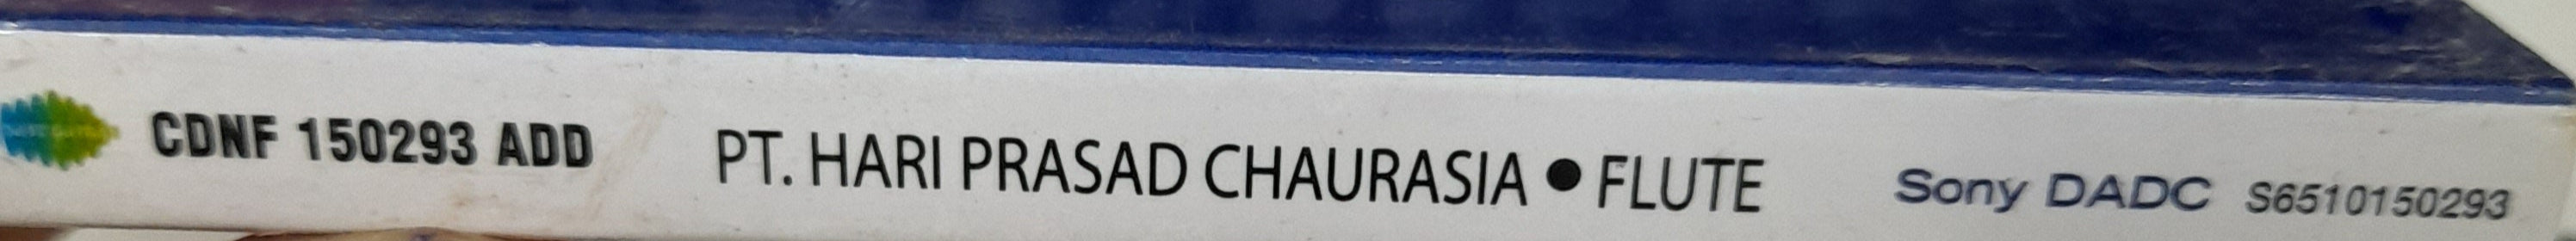 CDNF 150293 ADD PT. HARI PRASAD CHAURASIA ● FLUTE Sony DADC S6510150293